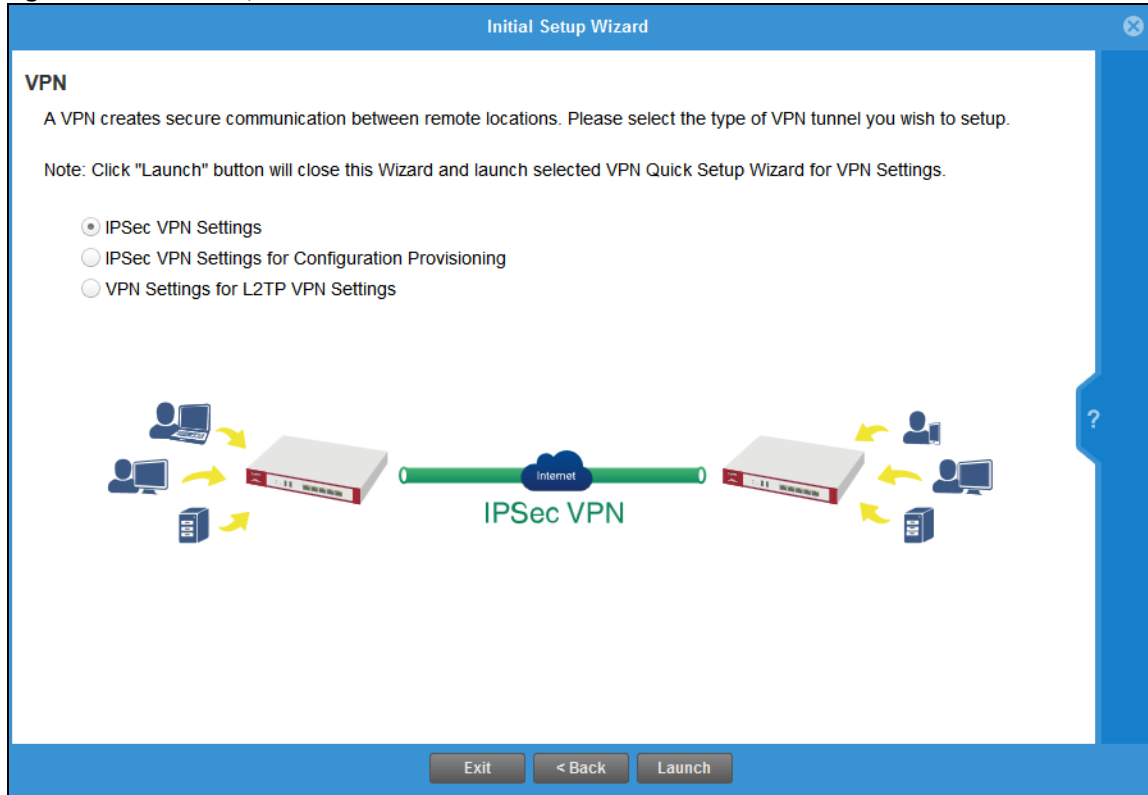 Initial Setup Wizard
VPN
A VPN creates secure communication between remote locations. Please select the type of VPN tunnel you wish to setup.
Note: Click "Launch" button will close this Wizard and launch selected VPN Quick Setup Wizard for VPN Settings.
IPSec VPN Settings
IPSec VPN Settings for Configuration Provisioning
VPN Settings for L2TP VPN Settings
?
Internet
IPSec VPN
Exit
< Back
Launch